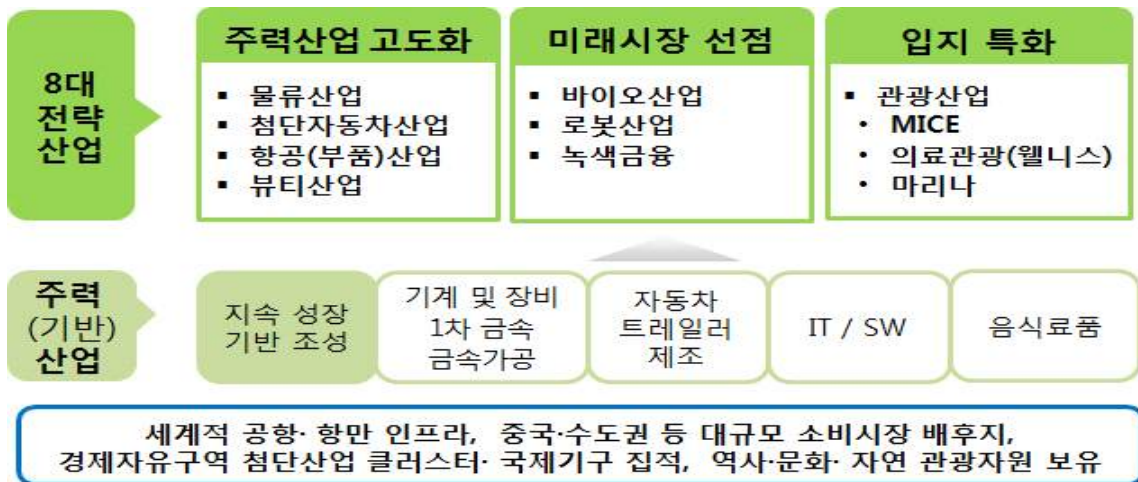 8대
전략
산업
주력산업 고도화
▪ 물류산업
▪ 첨단자동차산업
▪ 항공(부품)산업
▪ 뷰티산업
미래시장 선점
▪ 바이오산업
▪ 로봇산업
▪ 녹색금융
입지 특화
▪ 관광산업
• MICE
• 의료관광(웰니스)
• 마리나
주력
(기반)
산업
지속 성장
기반 조성
기계 및 장비
1차 금속
금속가공
자동차
트레일러
제조
IT / SW
음식료품
세계적 공항· 항만 인프라, 중국·수도권 등 대규모 소비시장 배후지,
경제자유구역 첨단산업 클러스터· 국제기구 집적, 역사·문화· 자연 관광자원 보유